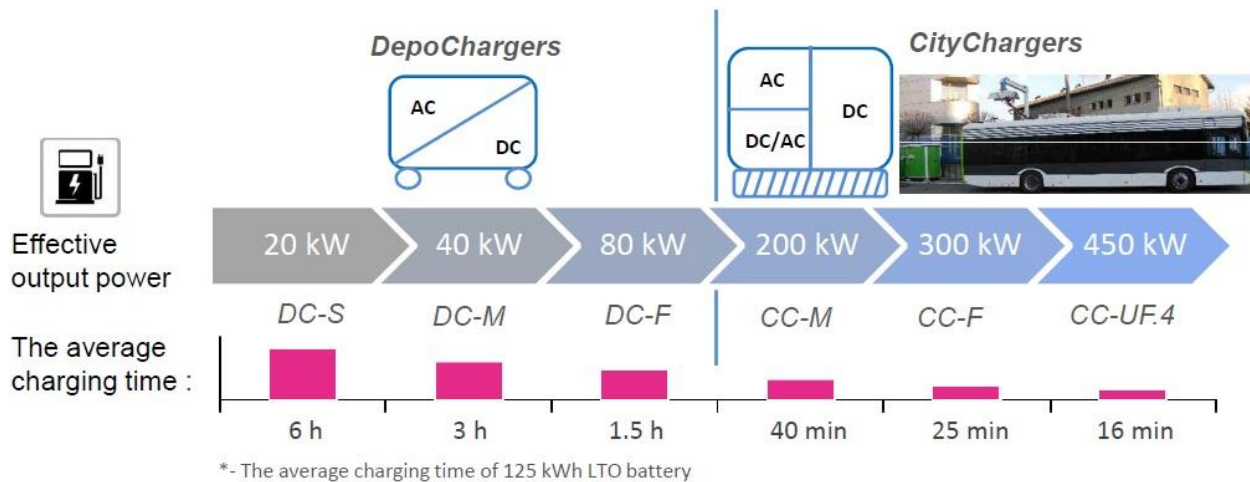 DepoChargers
CityChargers
AC
DC
AC
DC/AC
DC
Effective
output power
20 kW
40 kW
80 kW
200 kW
300 kW
450 kW
DC-S
DC-M
DC-F
CC-M
CC-F
CC-UF.4
The average
charging time :
6 h
3 h
1.5 h
40 min
25 min
16 min
*- The average charging time of 125 kWh LTO battery